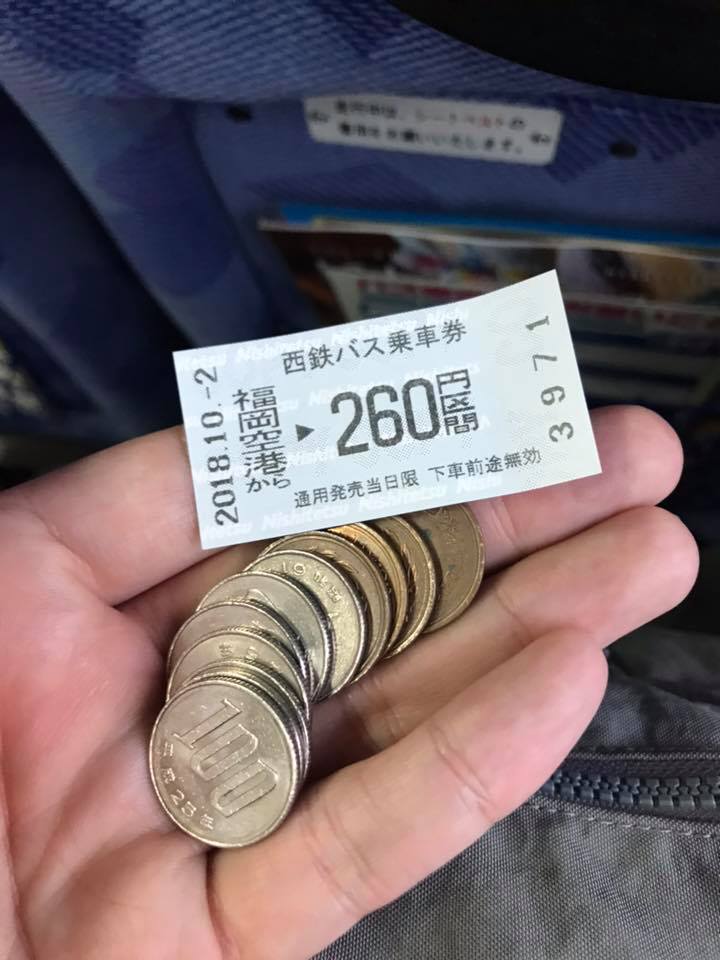 西鉄バス乗車券
2018.10.-2
福岡空港から
▶260円区間
3971
通用発売当日限 下車前途無効
Nishitetsu
100